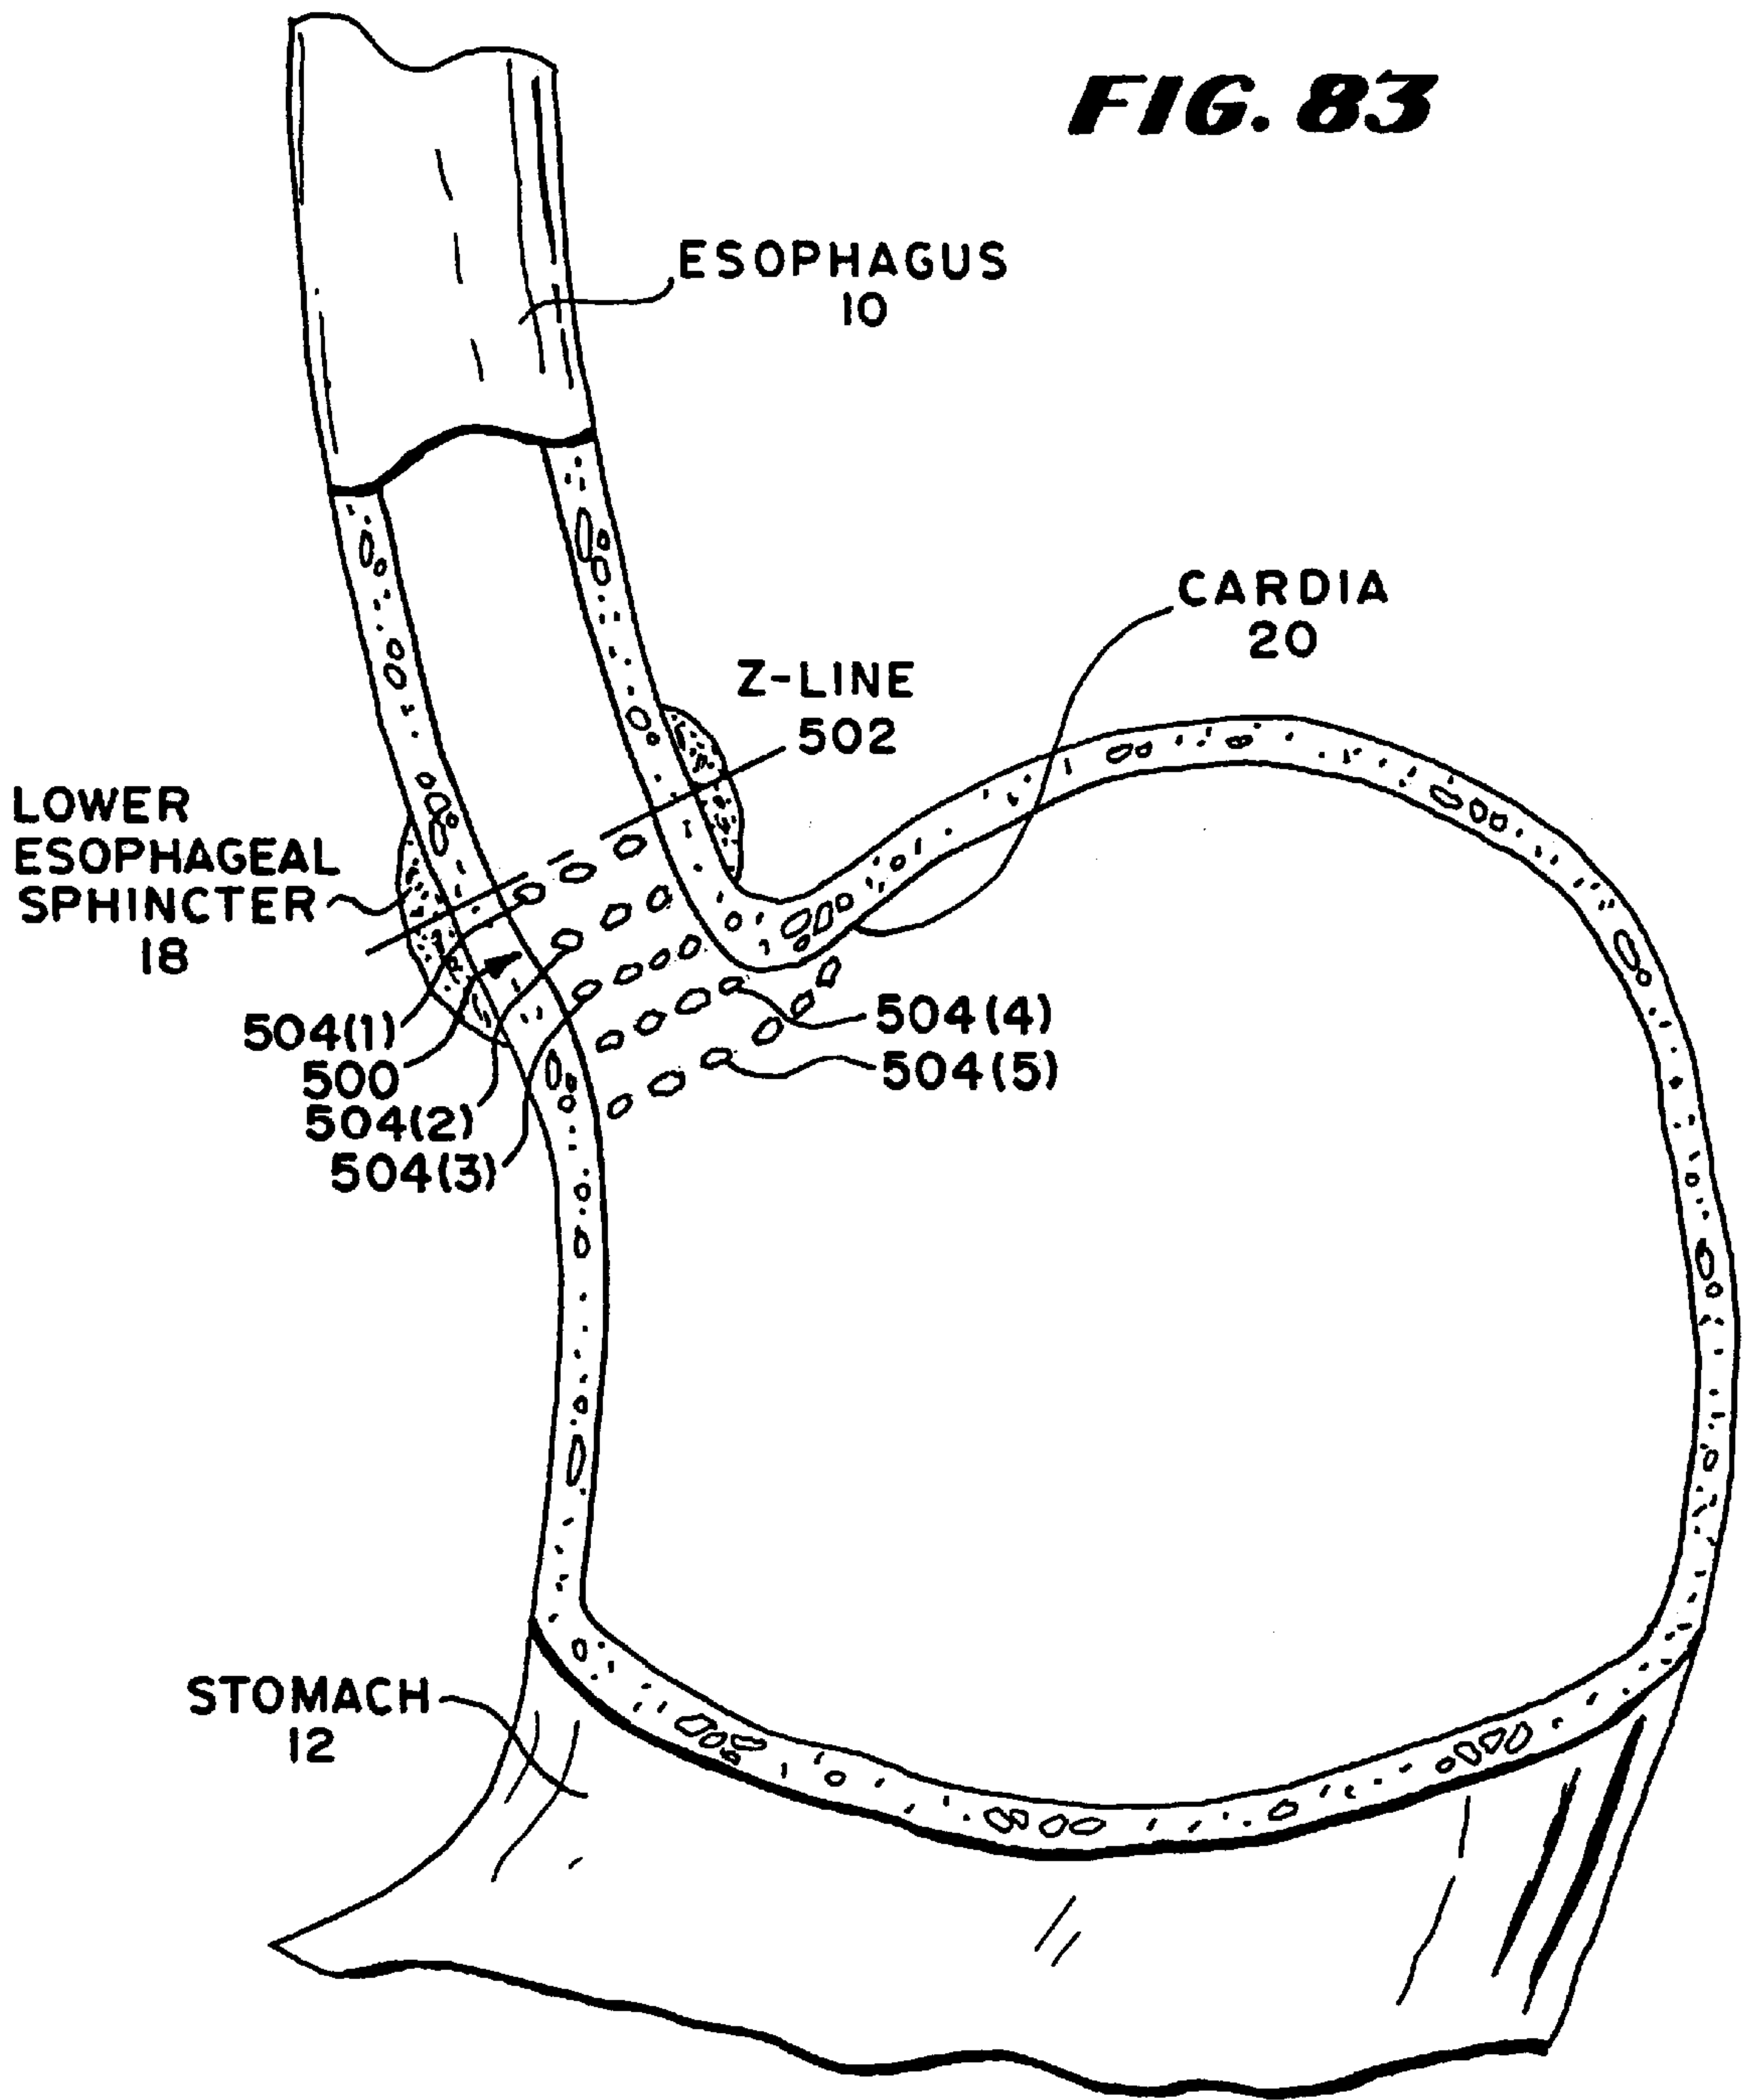 FIG. 83
ESOPHAGUS
10
CARDIA
20
Z-LINE
502
LOWER
ESOPHAGEAL
SPHINCTER
18
504(1)
500
504(2)
504(3)
504(4)
504(5)
STOMACH
12